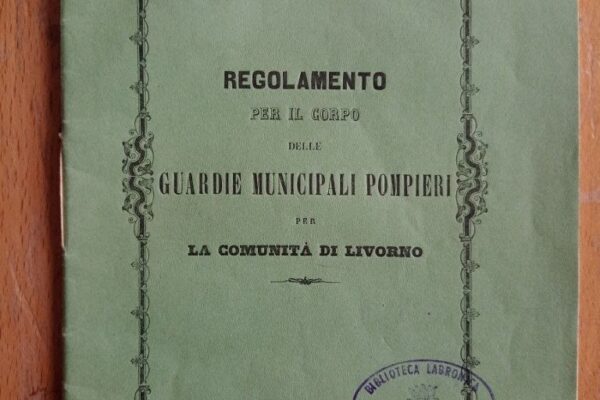 REGOLAMENTO
PER IL CORPO
DELLE
GUARDIE MUNICIPALI POMPIERI
PER
LA COMUNITÀ DI LIVORNO
BIBLIOTECA LABRONICA